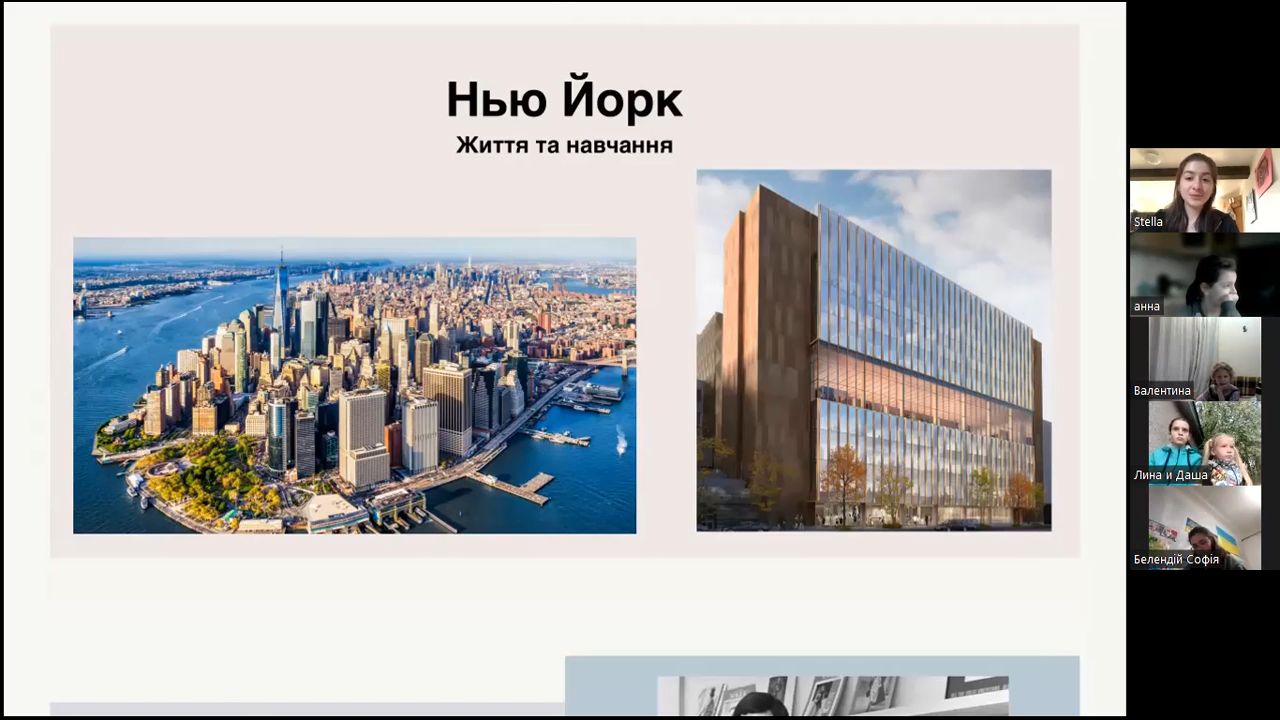 Нью Йорк
Життя та навчання
Stella
анна
Валентина
Лина и Даша
Белендій Софія